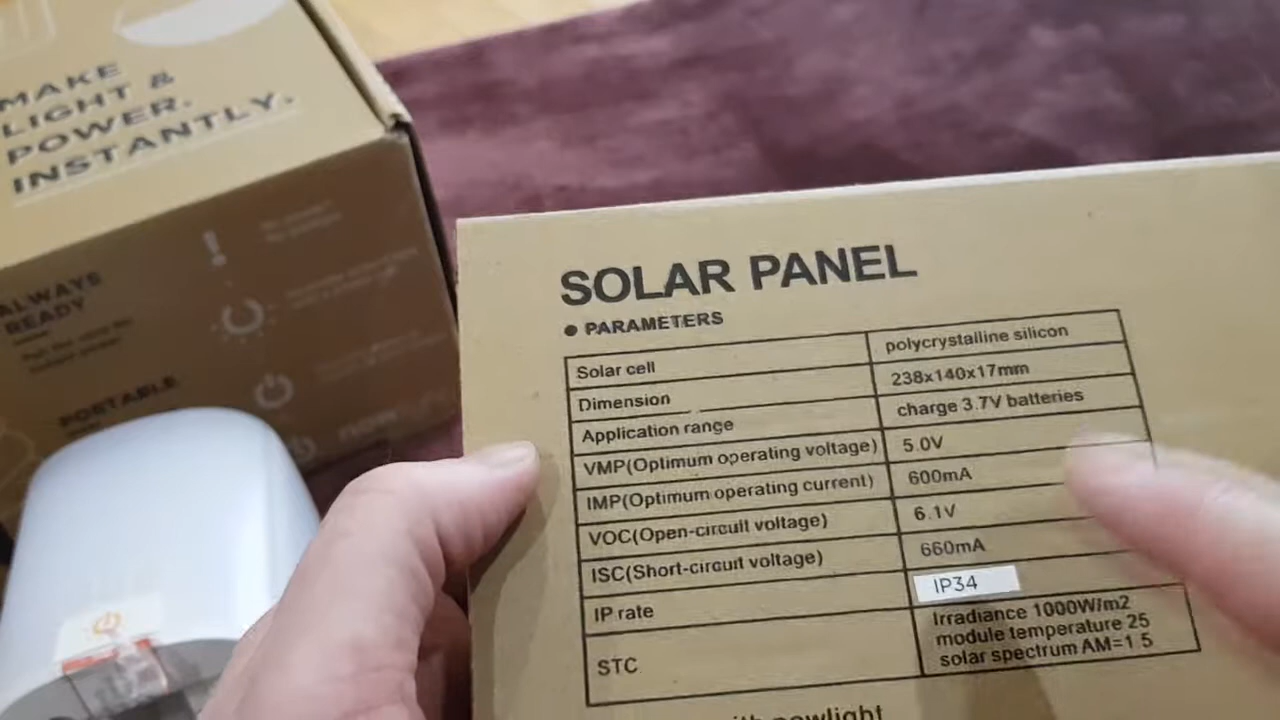 MAKE
LIGHT &
POWER.
INSTANTLY.
ALWAYS
READY
PORTABLE
SOLAR PANEL
● PARAMETERS
Solar cell polycrystalline silicon
Dimension 238x140x17mm
Application range charge 3.7V batteries
VMP(Optimum operating voltage) 5.0V
IMP(Optimum operating current) 600mA
VOC(Open-circuit voltage) 6.1V
ISC(Short-circuit voltage) 660mA
IP rate IP34
STC Irradiance 1000W/m2
module temperature 25
solar spectrum AM=1.5